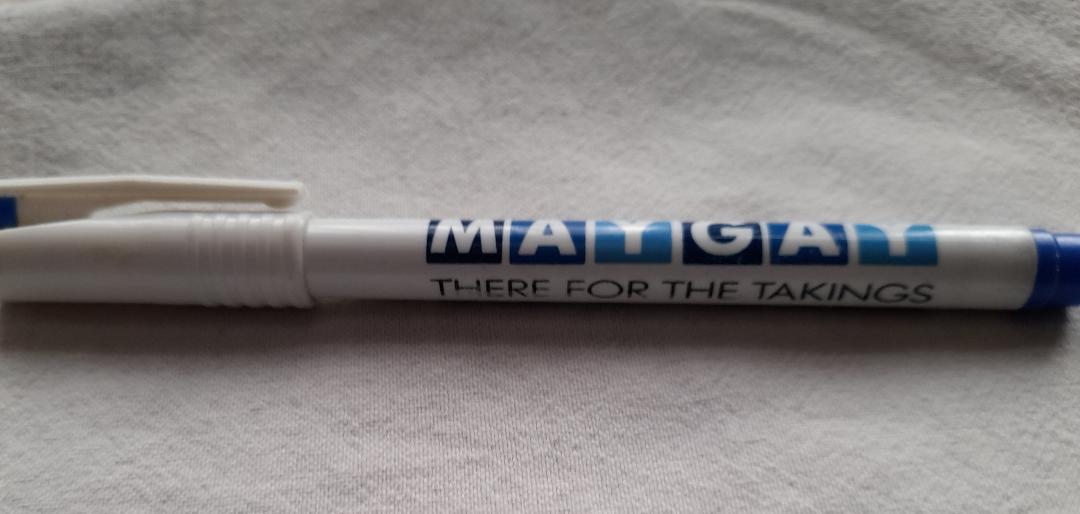 MAYGAY
THERE FOR THE TAKINGS